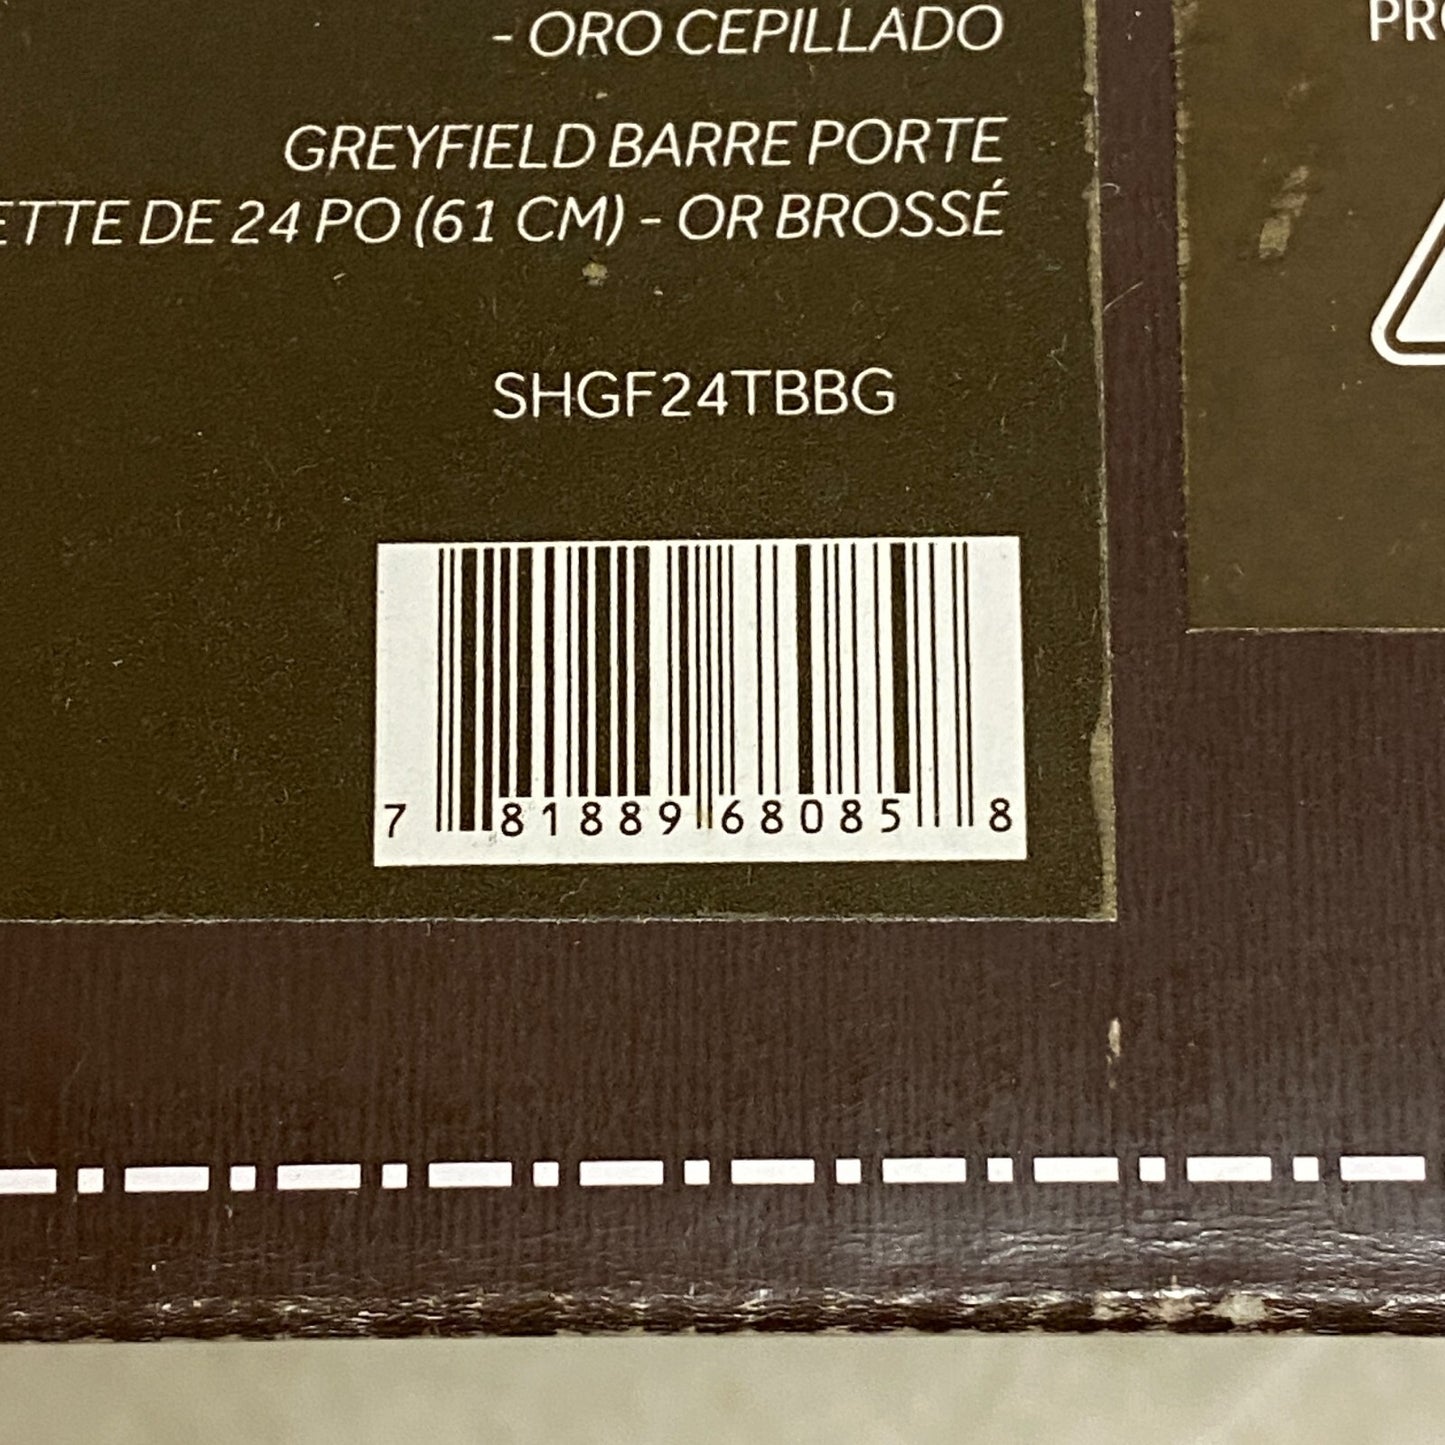 - ORO CEPILLADO
GREYFIELD BARRE PORTE
ETTE DE 24 PO (61 CM) - OR BROSSÉ
SHGF24TBBG
7 81889 68085 8